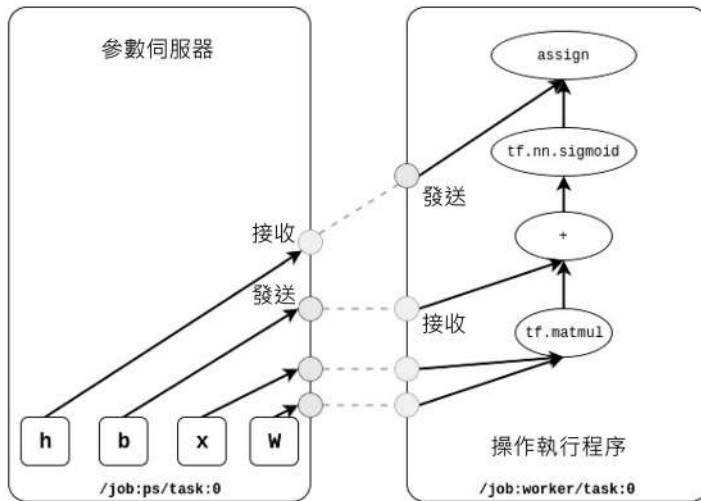 參數伺服器
接收
發送
h
b
x
W
/job:ps/task:0
assign
tf.nn.sigmoid
發送
+
接收
tf.matmul
操作執行程序
/job:worker/task:0